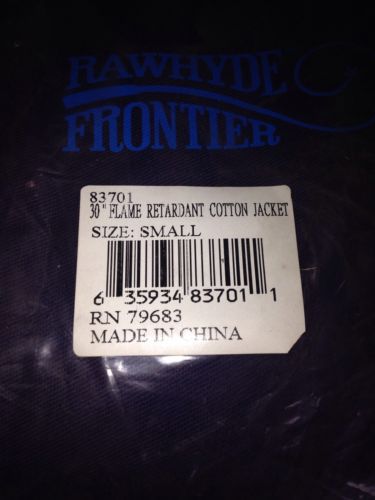 RAWHYDE
FRONTIER
83701
30" FLAME RETARDANT COTTON JACKET
SIZE: SMALL
6 35934 83701 1
RN 79683
MADE IN CHINA